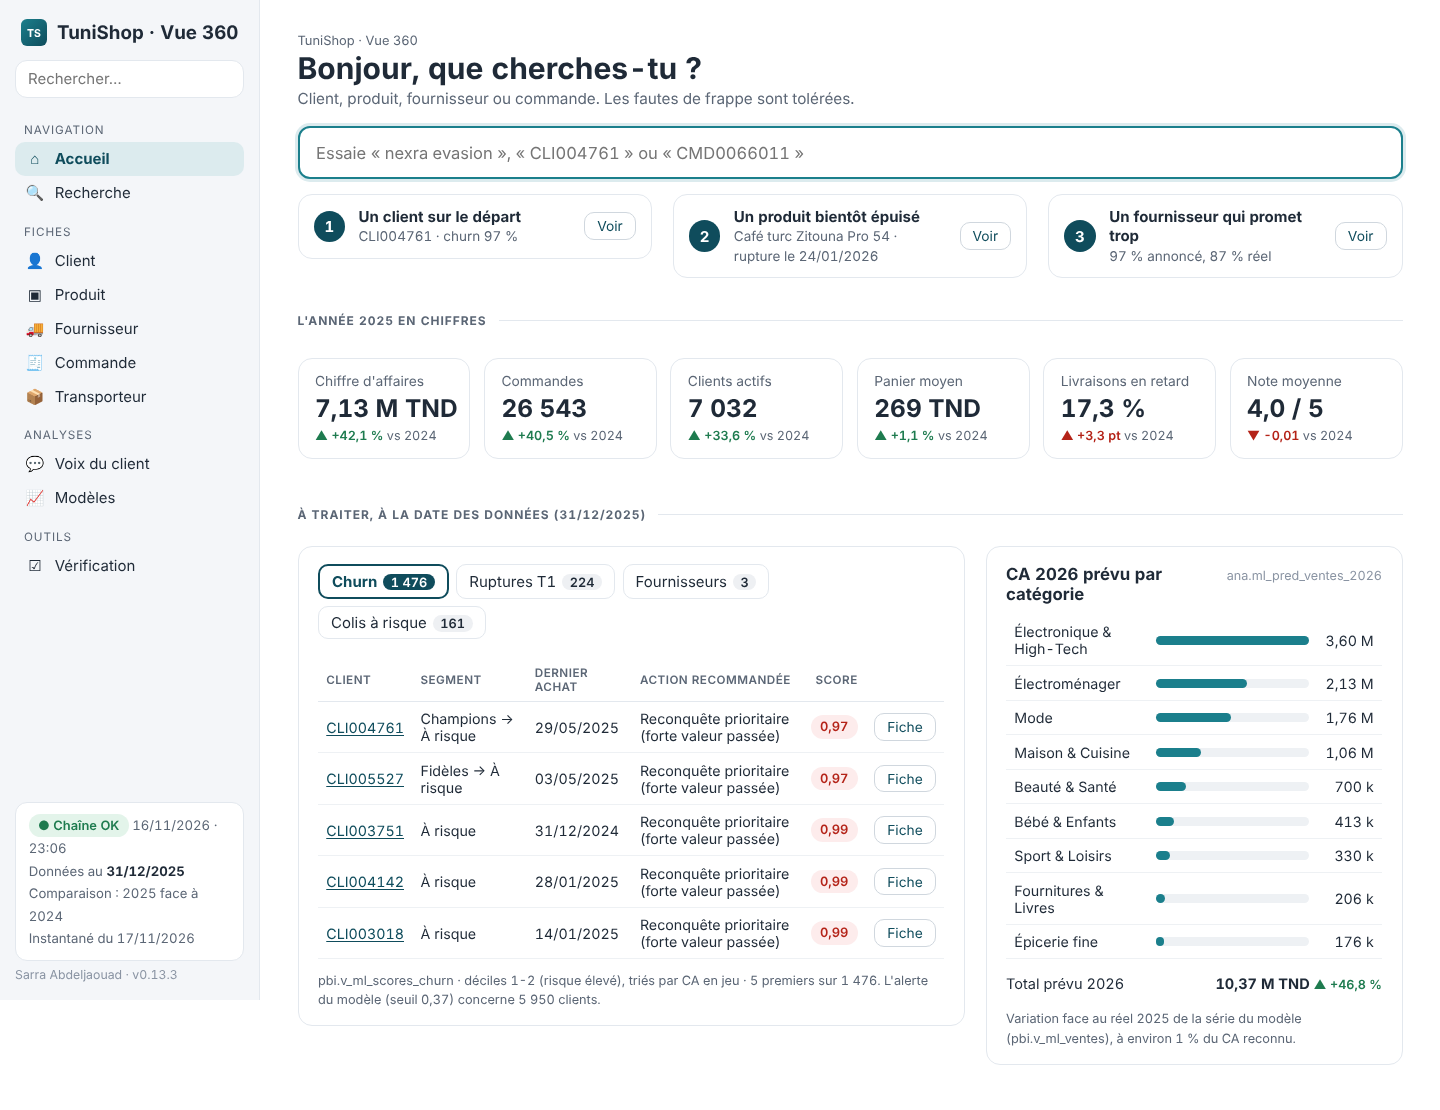 TS TuniShop · Vue 360
Rechercher...
NAVIGATION
Accueil
Recherche
FICHES
Client
Produit
Fournisseur
Commande
Transporteur
ANALYSES
Voix du client
Modèles
OUTILS
Vérification
● Chaîne OK 16/11/2026 ·
23:06
Données au 31/12/2025
Comparaison : 2025 face à
2024
Instantané du 17/11/2026
Sarra Abdeljaouad · v0.13.3
TuniShop · Vue 360
Bonjour, que cherches-tu ?
Client, produit, fournisseur ou commande. Les fautes de frappe sont tolérées.
Essaie « nexra evasion », « CLI004761 » ou « CMD0066011 »
1 Un client sur le départ Voir
CLI004761 · churn 97 %
2 Un produit bientôt épuisé Voir
Café turc Zitouna Pro 54 ·
rupture le 24/01/2026
3 Un fournisseur qui promet Voir
trop
97 % annoncé, 87 % réel
L'ANNÉE 2025 EN CHIFFRES
Chiffre d'affaires
7,13 M TND
▲ +42,1 % vs 2024
Commandes
26 543
▲ +40,5 % vs 2024
Clients actifs
7 032
▲ +33,6 % vs 2024
Panier moyen
269 TND
▲ +1,1 % vs 2024
Livraisons en retard
17,3 %
▲ +3,3 pt vs 2024
Note moyenne
4,0 / 5
▼ -0,01 vs 2024
À TRAITER, À LA DATE DES DONNÉES (31/12/2025)
Churn 1 476 Ruptures T1 224 Fournisseurs 3
Colis à risque 161
CLIENT SEGMENT DERNIER ACHAT ACTION RECOMMANDÉE SCORE
CLI004761 Champions → À risque 29/05/2025 Reconquête prioritaire (forte valeur passée) 0,97 Fiche
CLI005527 Fidèles → À risque 03/05/2025 Reconquête prioritaire (forte valeur passée) 0,97 Fiche
CLI003751 À risque 31/12/2024 Reconquête prioritaire (forte valeur passée) 0,99 Fiche
CLI004142 À risque 28/01/2025 Reconquête prioritaire (forte valeur passée) 0,99 Fiche
CLI003018 À risque 14/01/2025 Reconquête prioritaire (forte valeur passée) 0,99 Fiche
pbi.v_ml_scores_churn · déciles 1-2 (risque élevé), triés par CA en jeu · 5 premiers sur 1 476. L'alerte
du modèle (seuil 0,37) concerne 5 950 clients.
CA 2026 prévu par ana.ml_pred_ventes_2026
catégorie
Électronique & High-Tech 3,60 M
Électroménager 2,13 M
Mode 1,76 M
Maison & Cuisine 1,06 M
Beauté & Santé 700 k
Bébé & Enfants 413 k
Sport & Loisirs 330 k
Fournitures & Livres 206 k
Épicerie fine 176 k
Total prévu 2026 10,37 M TND ▲ +46,8 %
Variation face au réel 2025 de la série du modèle
(pbi.v_ml_ventes), à environ 1 % du CA reconnu.